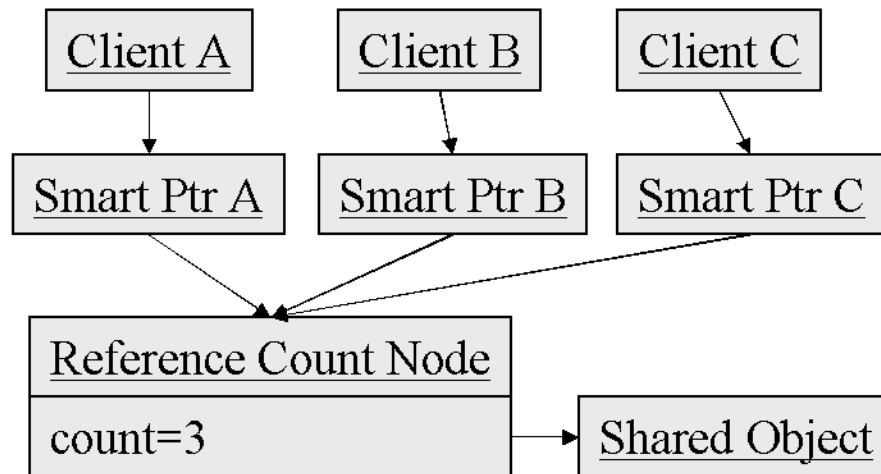 Client A
Client B
Client C
Smart Ptr A
Smart Ptr B
Smart Ptr C
Reference Count Node
count=3
Shared Object